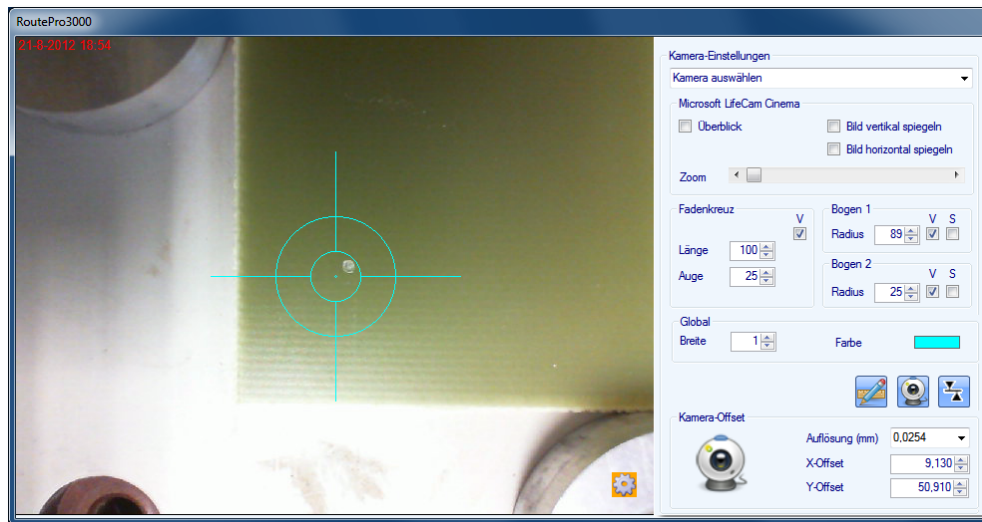 RoutePro3000
21-8-2012 18:54
Kamera-Einstellungen
Kamera auswählen
Microsoft LifeCam Cinema
Überblick
Bild vertikal spiegeln
Bild horizontal spiegeln
Zoom
Fadenkreuz
V
Länge 100
Auge 25
Bogen 1
V S
Radius 89
Bogen 2
V S
Radius 25
Global
Breite 1
Farbe
Kamera-Offset
Auflösung (mm) 0,0254
X-Offset 9,130
Y-Offset 50,910